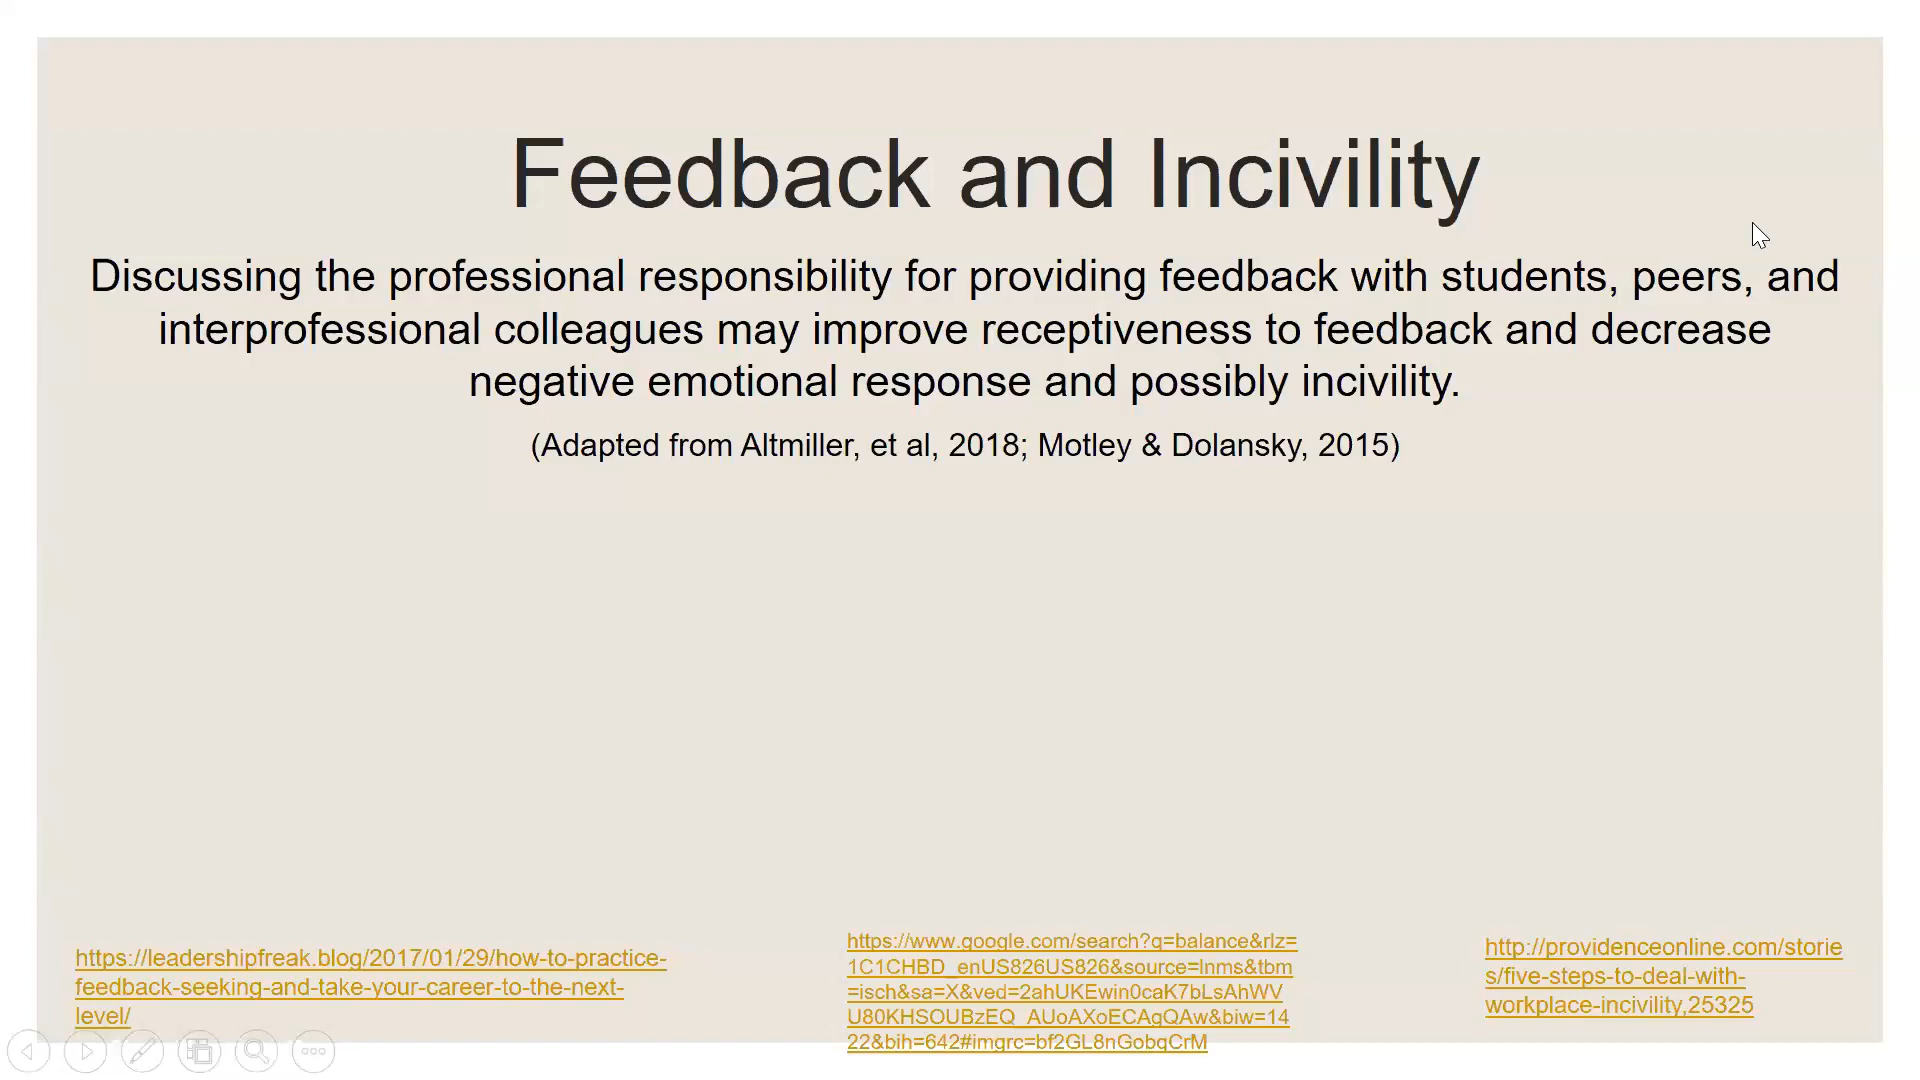 Feedback and Incivility
Discussing the professional responsibility for providing feedback with students, peers, and
interprofessional colleagues may improve receptiveness to feedback and decrease
negative emotional response and possibly incivility.
(Adapted from Altmiller, et al, 2018; Motley & Dolansky, 2015)
https://leadershipfreak.blog/2017/01/29/how-to-practice-
feedback-seeking-and-take-your-career-to-the-next-
level/
https://www.google.com/search?q=balance&rlz=
1C1CHBD_enUS826US826&source=lnms&tbm
=isch&sa=X&ved=2ahUKEwin0caK7bLsAhWV
U80KHSOUBzEQ_AUoAXoECAgQAw&biw=14
22&bih=642#imgrc=bf2GL8nGobqCrM
http://providenceonline.com/storie
s/five-steps-to-deal-with-
workplace-incivility,25325